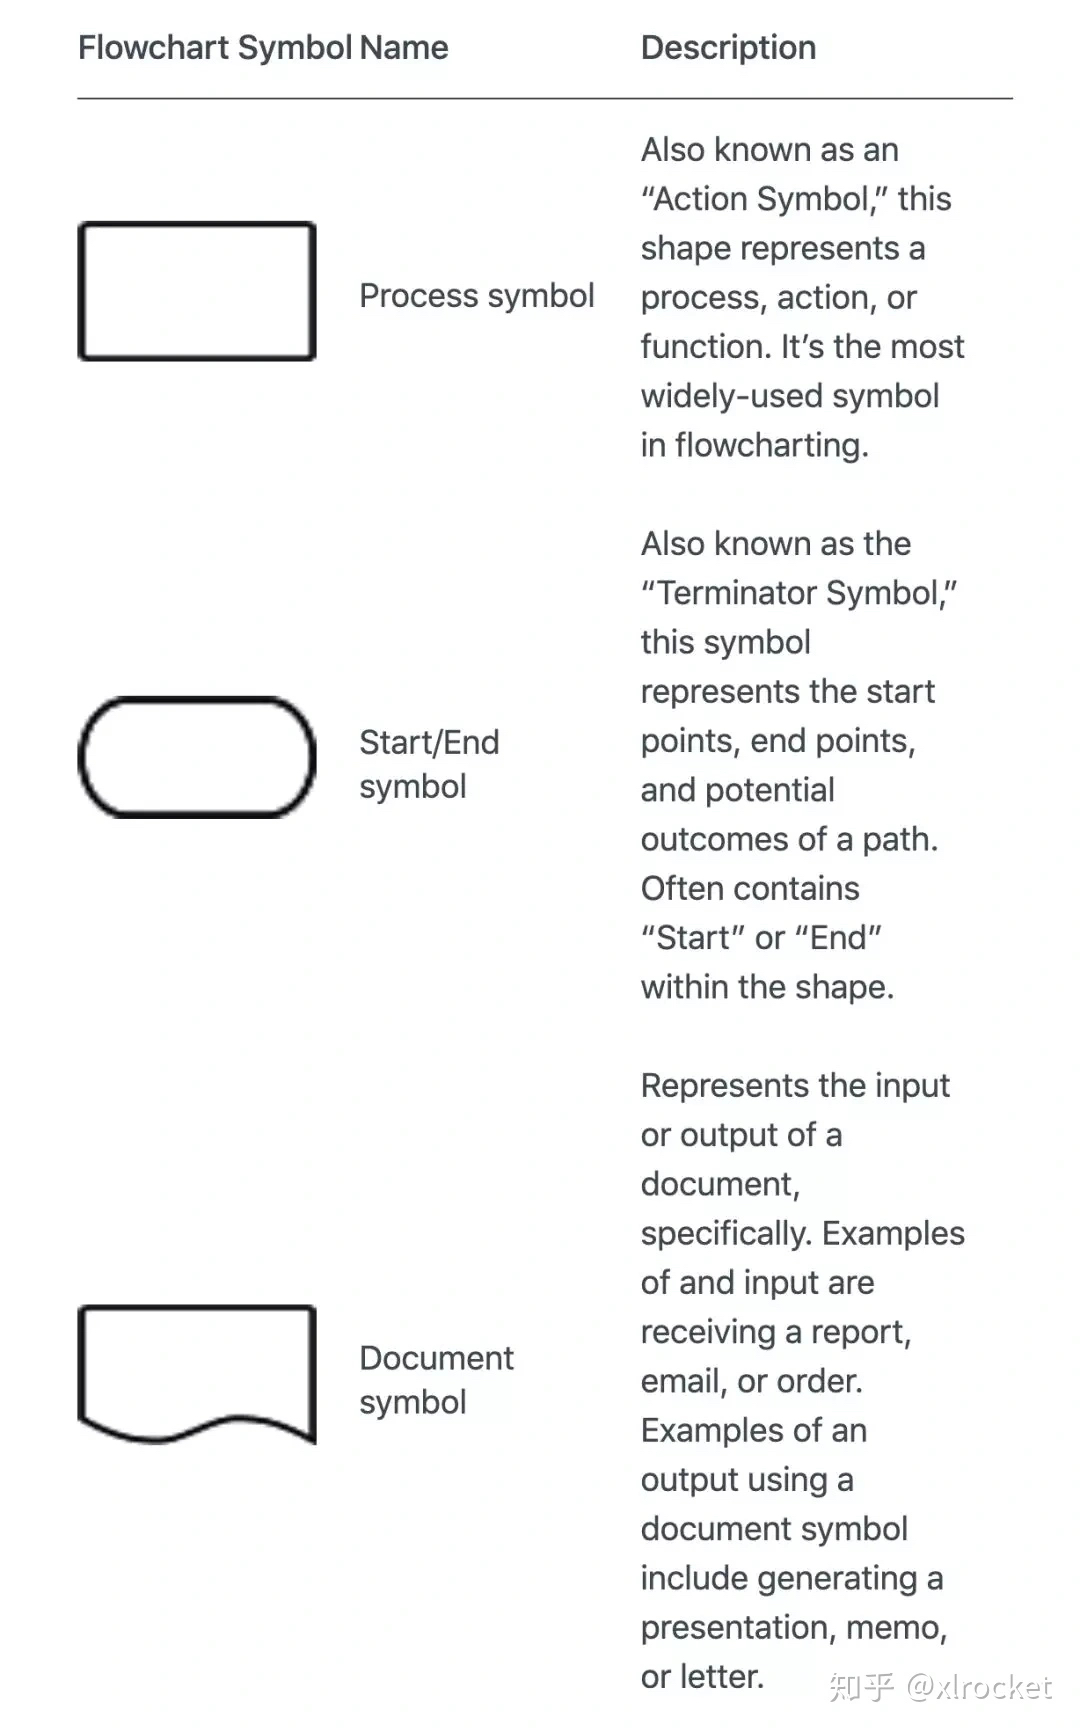 Flowchart Symbol Name Description
Also known as an
“Action Symbol,” this
shape represents a
process, action, or
function. It’s the most
widely-used symbol
in flowcharting.
Process symbol
Also known as the
“Terminator Symbol,”
this symbol
represents the start
points, end points,
and potential
outcomes of a path.
Often contains
“Start” or “End”
within the shape.
Start/End
symbol
Represents the input
or output of a
document,
specifically. Examples
of and input are
receiving a report,
email, or order.
Examples of an
output using a
document symbol
include generating a
presentation, memo,
or letter.
Document
symbol
知乎 @xlrocket